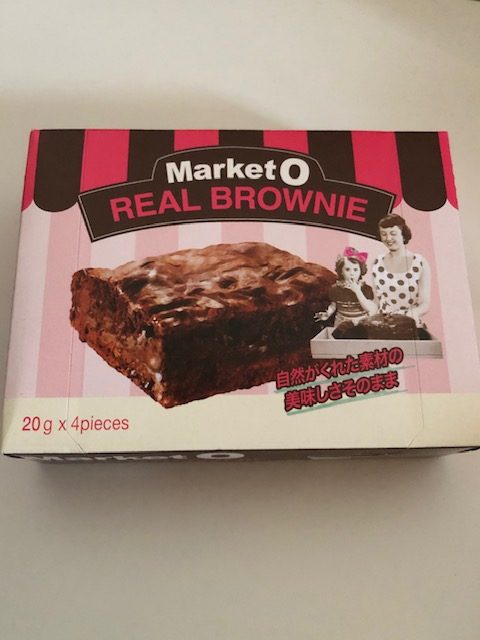 Market O
REAL BROWNIE
自然がくれた素材の
美味しさそのまま
20g x 4pieces
Market O